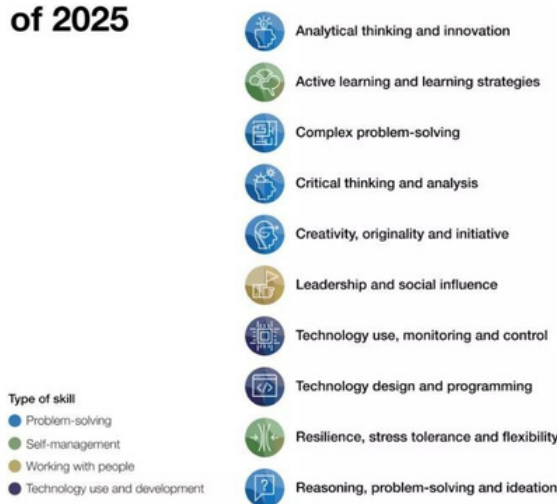 of 2025
Analytical thinking and innovation
Active learning and learning strategies
Complex problem-solving
Critical thinking and analysis
Creativity, originality and initiative
Leadership and social influence
Technology use, monitoring and control
Technology design and programming
Resilience, stress tolerance and flexibility
Reasoning, problem-solving and ideation
Type of skill
Problem-solving
Self-management
Working with people
Technology use and development